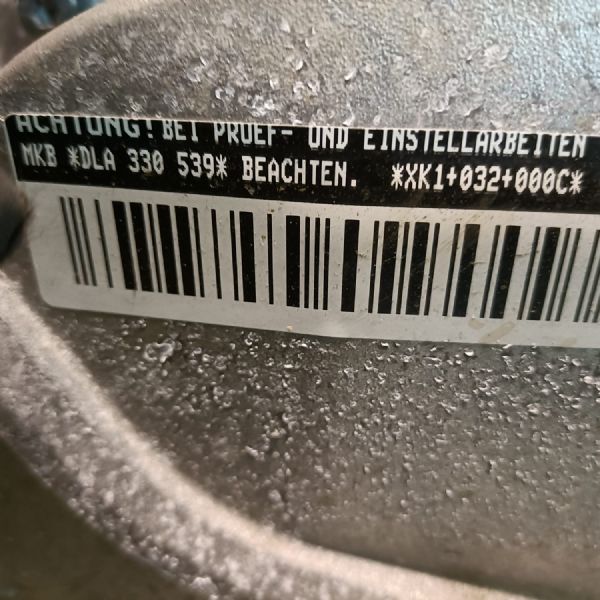 ACHTUNG! BEI PRUEF- UND EINSTELLARBEITEN
MKB *DLA 330 539* BEACHTEN. *XK1+032+000C*